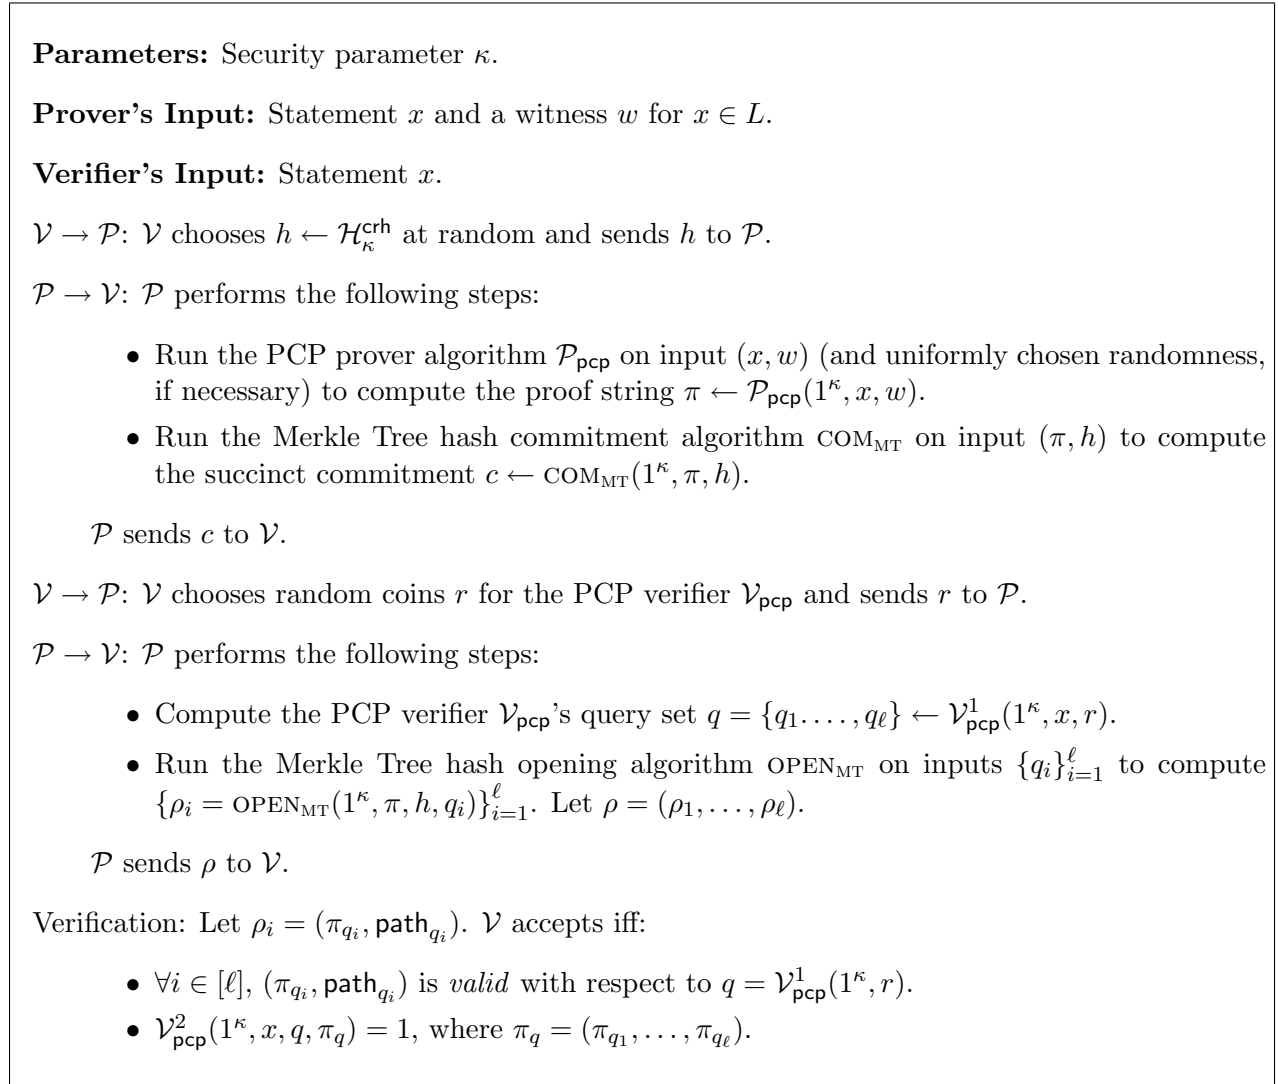 Parameters: Security parameter κ.
Prover's Input: Statement x and a witness w for x ∈ L.
Verifier's Input: Statement x.
𝒱 → 𝒫: 𝒱 chooses h ← ℋ_κ^crh at random and sends h to 𝒫.
𝒫 → 𝒱: 𝒫 performs the following steps:
• Run the PCP prover algorithm 𝒫_pcp on input (x, w) (and uniformly chosen randomness,
if necessary) to compute the proof string π ← 𝒫_pcp(1^κ, x, w).
• Run the Merkle Tree hash commitment algorithm COM_MT on input (π, h) to compute
the succinct commitment c ← COM_MT(1^κ, π, h).
𝒫 sends c to 𝒱.
𝒱 → 𝒫: 𝒱 chooses random coins r for the PCP verifier 𝒱_pcp and sends r to 𝒫.
𝒫 → 𝒱: 𝒫 performs the following steps:
• Compute the PCP verifier 𝒱_pcp's query set q = {q_1. . . . , q_ℓ} ← 𝒱^1_pcp(1^κ, x, r).
• Run the Merkle Tree hash opening algorithm OPEN_MT on inputs {q_i}_{i=1}^ℓ to compute
{ρ_i = OPEN_MT(1^κ, π, h, q_i)}_{i=1}^ℓ. Let ρ = (ρ_1, . . . , ρ_ℓ).
𝒫 sends ρ to 𝒱.
Verification: Let ρ_i = (π_{q_i}, path_{q_i}). 𝒱 accepts iff:
• ∀i ∈ [ℓ], (π_{q_i}, path_{q_i}) is valid with respect to q = 𝒱^1_pcp(1^κ, r).
• 𝒱^2_pcp(1^κ, x, q, π_q) = 1, where π_q = (π_{q_1}, . . . , π_{q_ℓ}).